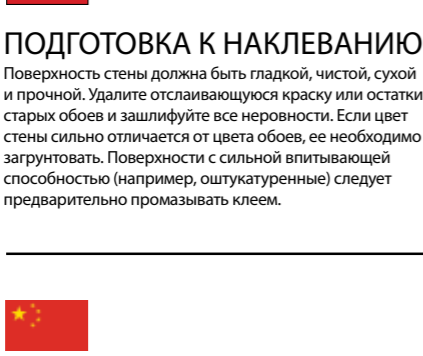 ПОДГОТОВКА К НАКЛЕВАНИЮ
Поверхность стены должна быть гладкой, чистой, сухой
и прочной. Удалите отслаивающуюся краску или остатки
старых обоев и зашлифуйте все неровности. Если цвет
стены сильно отличается от цвета обоев, ее необходимо
загрунтовать. Поверхности с сильной впитывающей
способностью (например, оштукатуренные) следует
предварительно промазывать клеем.